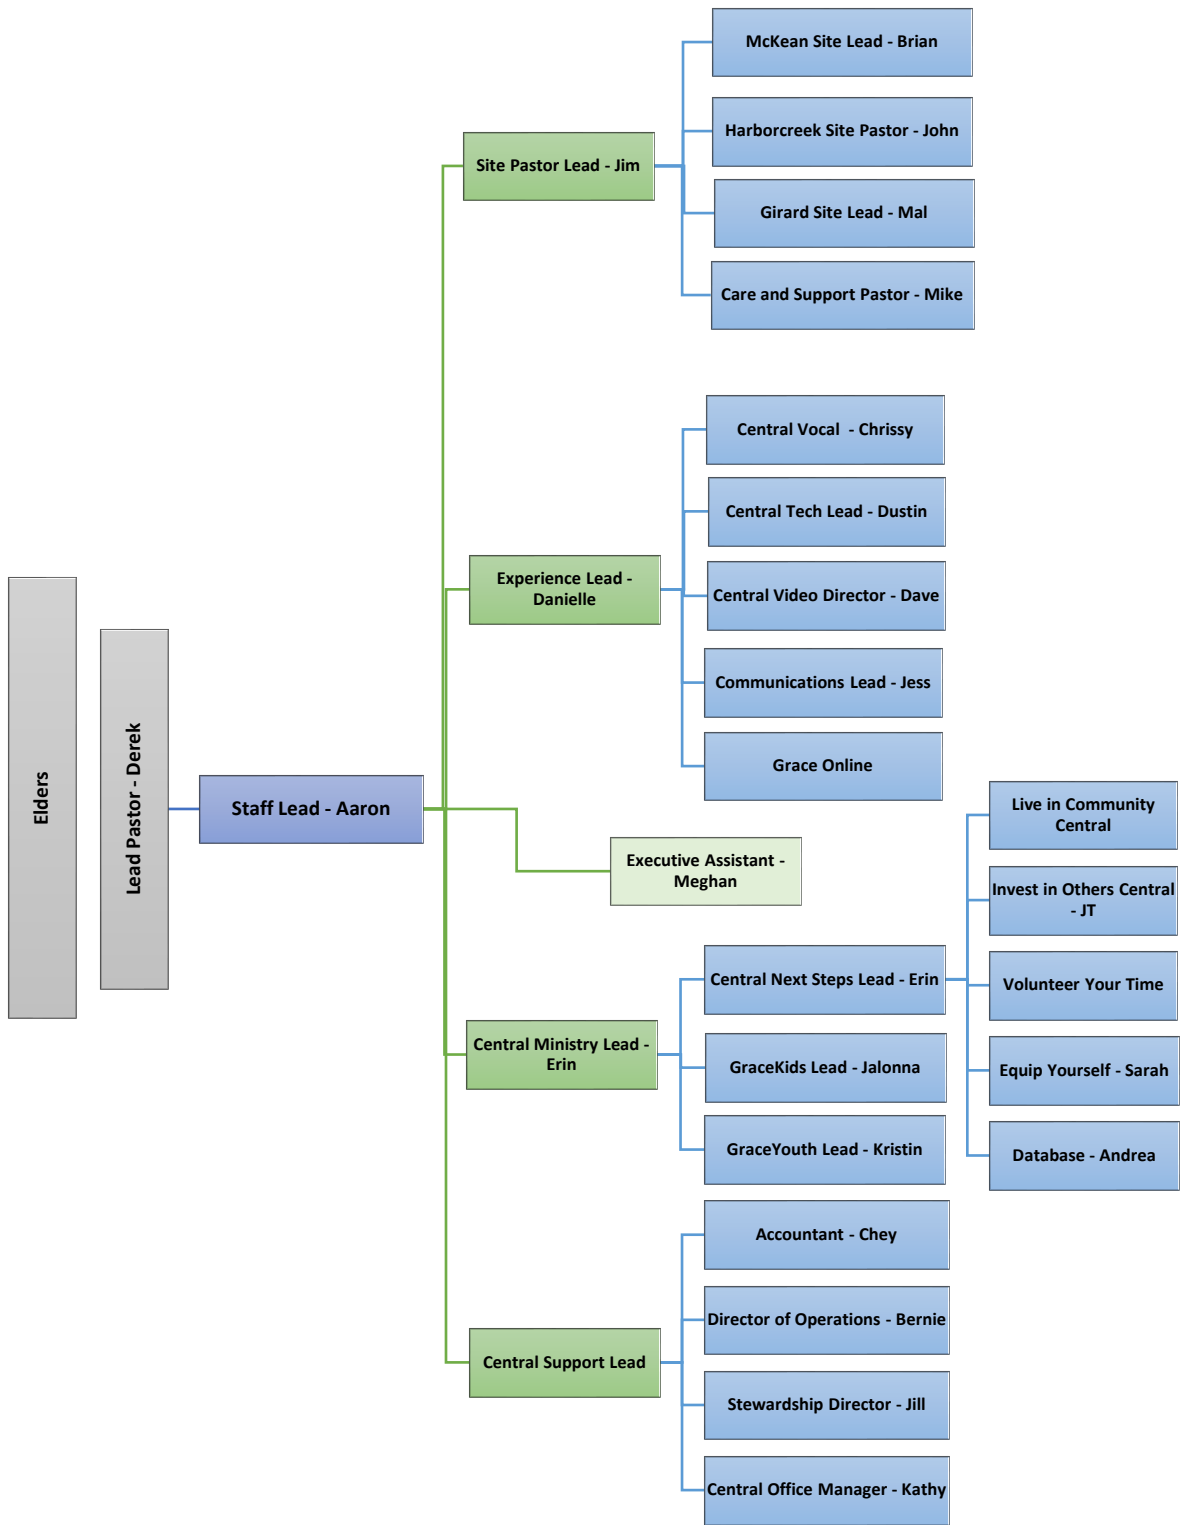 McKean Site Lead - Brian
Harborcreek Site Pastor - John
Site Pastor Lead - Jim
Girard Site Lead - Mal
Care and Support Pastor - Mike
Central Vocal  - Chrissy
Central Tech Lead - Dustin
Experience Lead -
Danielle
Central Video Director - Dave
Communications Lead - Jess
Grace Online
Elders
Lead Pastor - Derek
Staff Lead - Aaron
Executive Assistant -
Meghan
Live in Community
Central
Invest in Others Central
- JT
Central Next Steps Lead - Erin
Volunteer Your Time
Central Ministry Lead -
Erin
GraceKids Lead - Jalonna
Equip Yourself - Sarah
GraceYouth Lead - Kristin
Database - Andrea
Accountant - Chey
Director of Operations - Bernie
Central Support Lead
Stewardship Director - Jill
Central Office Manager - Kathy